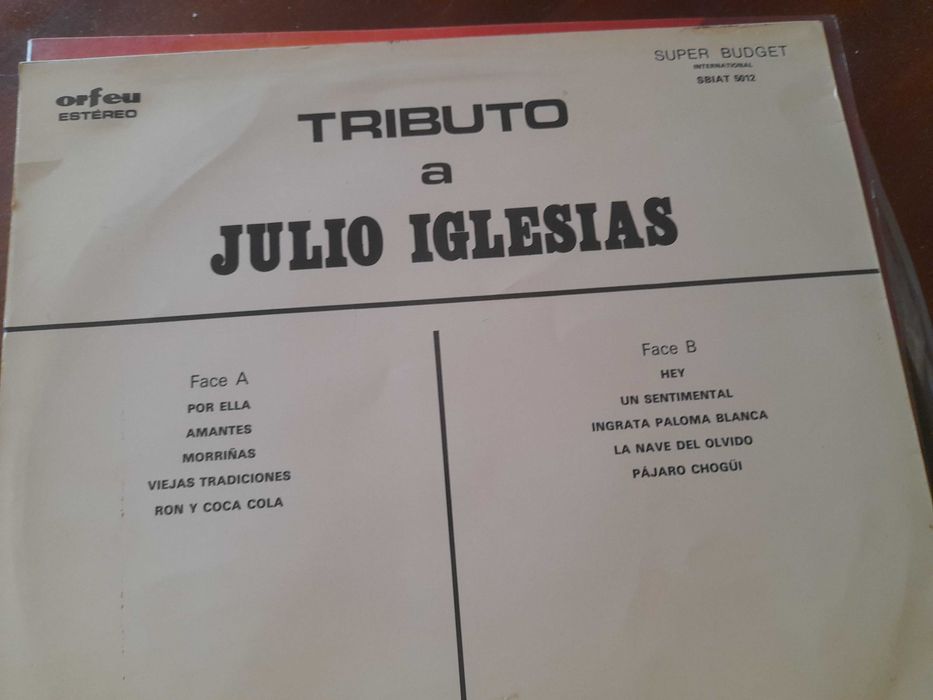 orfeu
ESTÉREO
SUPER BUDGET
INTERNATIONAL
SBIAT 5012
TRIBUTO
a
JULIO IGLESIAS
Face A
POR ELLA
AMANTES
MORRIÑAS
VIEJAS TRADICIONES
RON Y COCA COLA
Face B
HEY
UN SENTIMENTAL
INGRATA PALOMA BLANCA
LA NAVE DEL OLVIDO
PÁJARO CHOGÜI